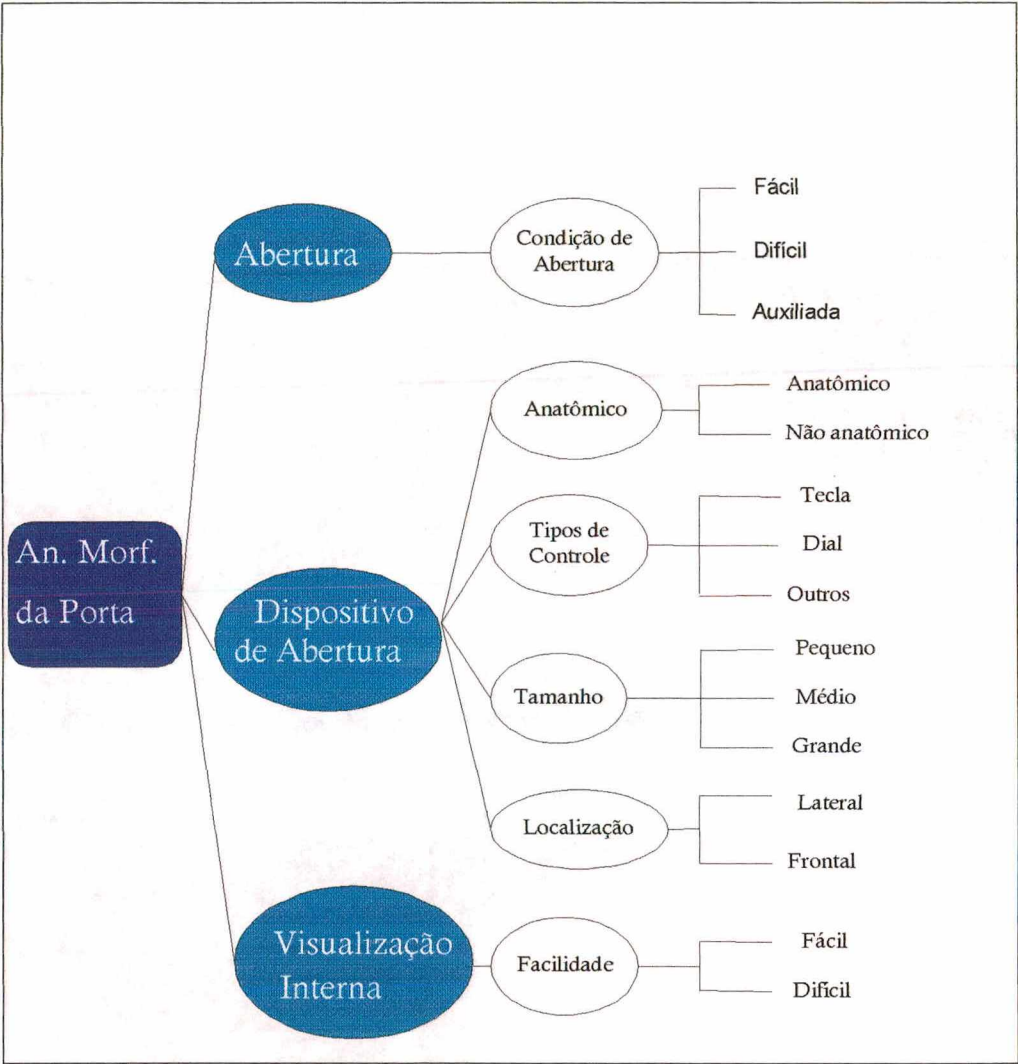 An. Morf.
da Porta
Abertura
Condição de
Abertura
Fácil
Difícil
Auxiliada
Dispositivo
de Abertura
Anatômico
Anatômico
Não anatômico
Tipos de
Controle
Tecla
Dial
Outros
Tamanho
Pequeno
Médio
Grande
Localização
Lateral
Frontal
Visualização
Interna
Facilidade
Fácil
Difícil